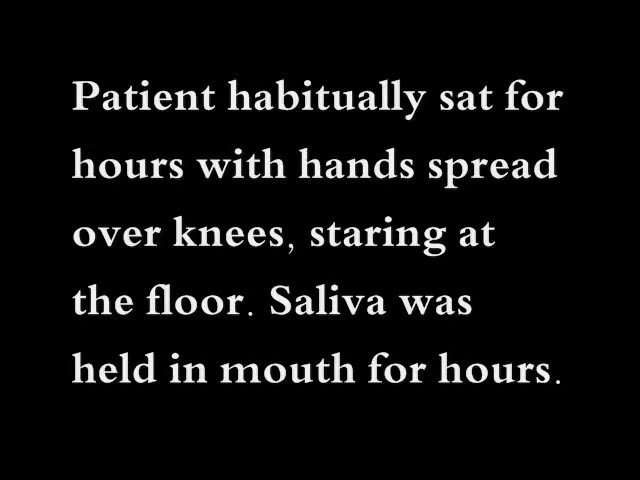 Patient habitually sat for
hours with hands spread
over knees, staring at
the floor. Saliva was
held in mouth for hours.